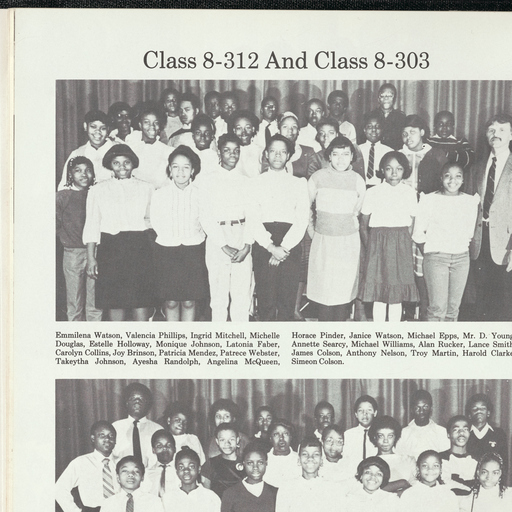 Class 8-312 And Class 8-303
Emmilena Watson, Valencia Phillips, Ingrid Mitchell, Michelle
Douglas, Estelle Holloway, Monique Johnson, Latonia Faber,
Carolyn Collins, Joy Brinson, Patricia Mendez, Patrece Webster,
Takeytha Johnson, Ayesha Randolph, Angelina McQueen,
Horace Pinder, Janice Watson, Michael Epps, Mr. D. Young
Annette Searcy, Michael Williams, Alan Rucker, Lance Smith
James Colson, Anthony Nelson, Troy Martin, Harold Clarke
Simeon Colson.